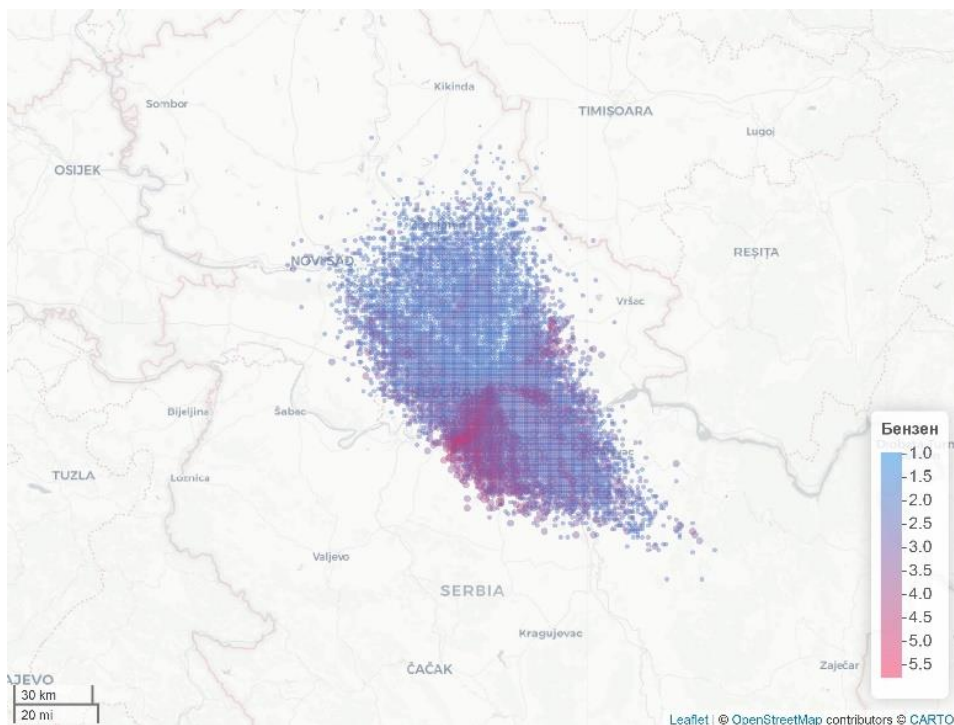 Kikinda
Sombor
TIMISOARA
Lugoj
OSIJEK
REȘIȚA
NOVI SAD
Vršac
Bijeljina
Šabac
Бензен
1.0
1.5
2.0
2.5
3.0
3.5
4.0
4.5
5.0
5.5
TUZLA
Loznica
Valjevo
SERBIA
Kragujevac
ČAČAK
Zaječar
AJEVO
30 km
20 mi
Leaflet | © OpenStreetMap contributors © CARTO